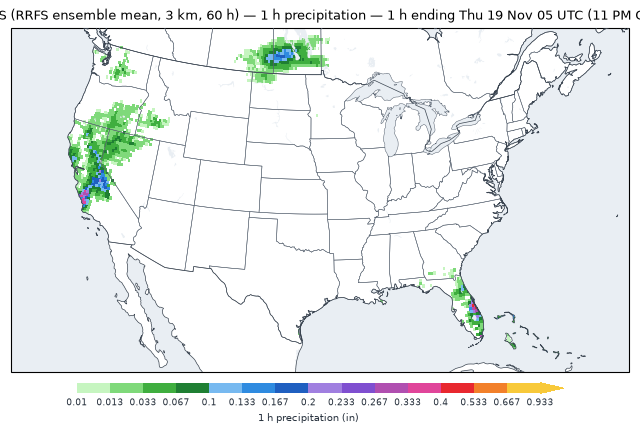 S (RRFS ensemble mean, 3 km, 60 h) — 1 h precipitation — 1 h ending Thu 19 Nov 05 UTC (11 PM
0.01 0.013 0.033 0.067 0.1 0.133 0.167 0.2 0.233 0.267 0.333 0.4 0.533 0.667 0.933
1 h precipitation (in)